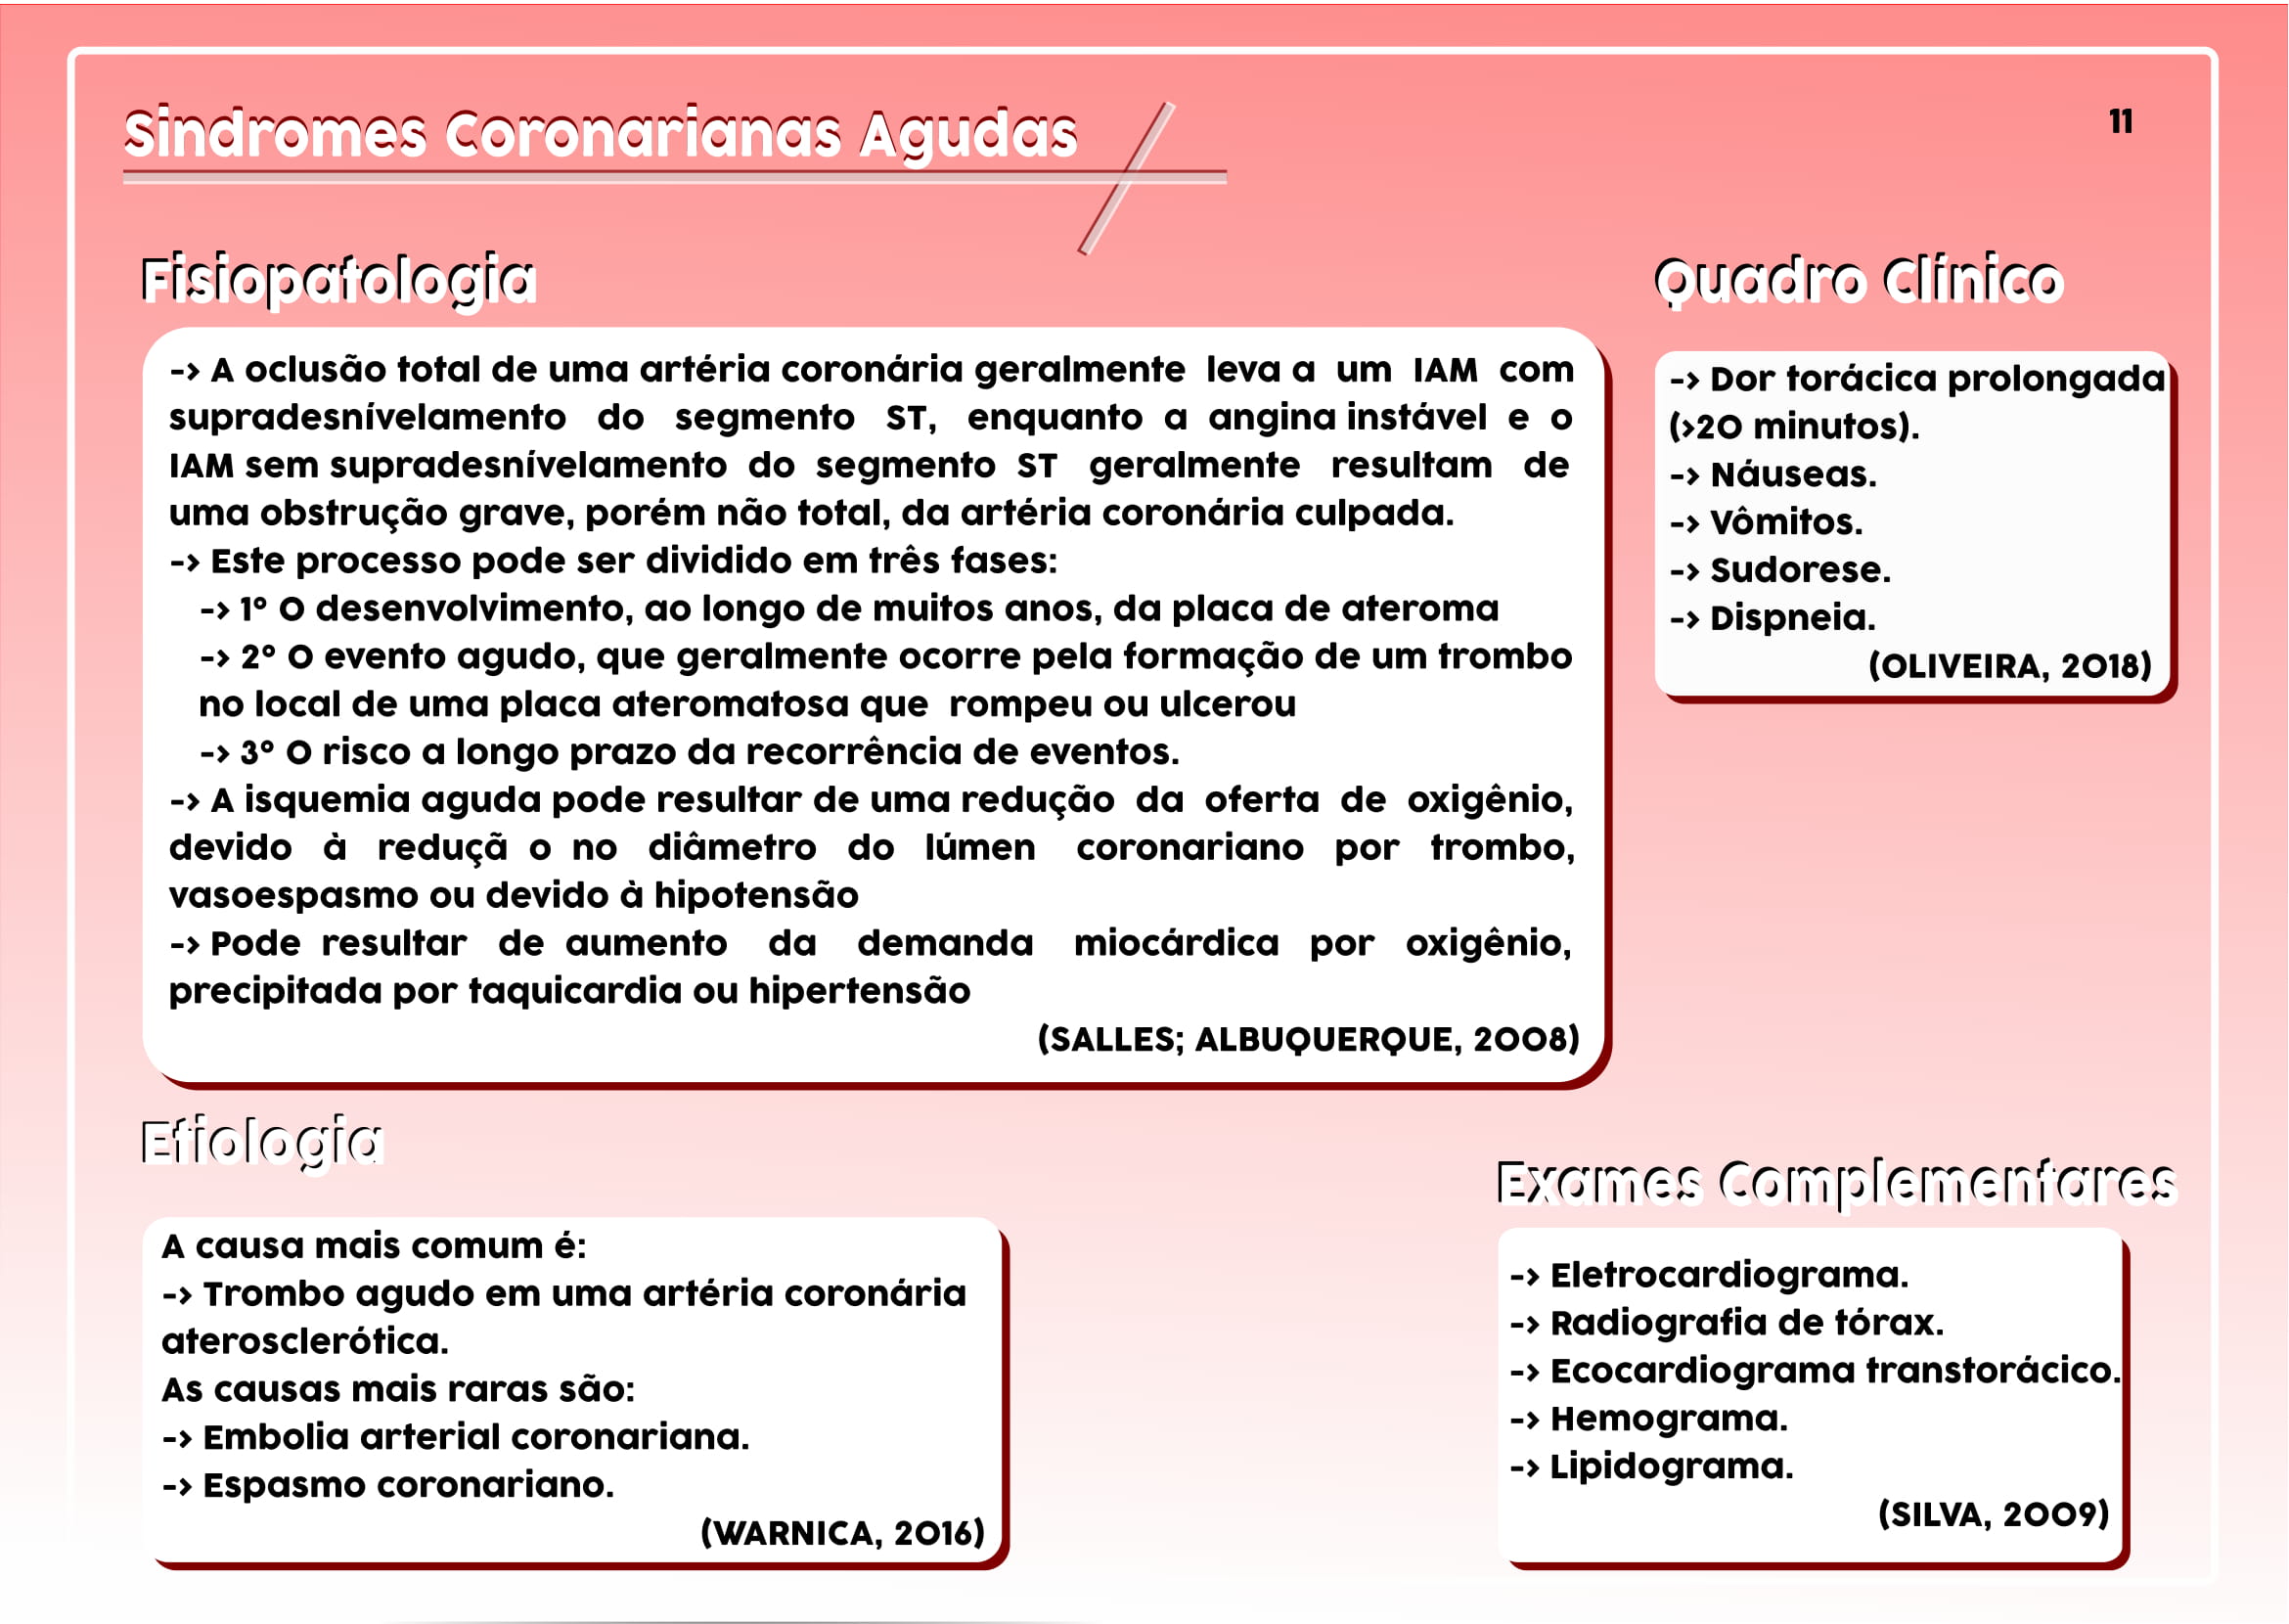 Sindromes Coronarianas Agudas
11
Fisiopatologia
-> A oclusão total de uma artéria coronária geralmente leva a um IAM com
supradesnívelamento do segmento ST, enquanto a angina instável e o
IAM sem supradesnívelamento do segmento ST geralmente resultam de
uma obstrução grave, porém não total, da artéria coronária culpada.
-> Este processo pode ser dividido em três fases:
-> 1° O desenvolvimento, ao longo de muitos anos, da placa de ateroma
-> 2° O evento agudo, que geralmente ocorre pela formação de um trombo
no local de uma placa ateromatosa que rompeu ou ulcerou
-> 3° O risco a longo prazo da recorrência de eventos.
-> A isquemia aguda pode resultar de uma redução da oferta de oxigênio,
devido à reduçã o no diâmetro do lúmen coronariano por trombo,
vasoespasmo ou devido à hipotensão
-> Pode resultar de aumento da demanda miocárdica por oxigênio,
precipitada por taquicardia ou hipertensão
(SALLES; ALBUQUERQUE, 2008)
Quadro Clínico
-> Dor torácica prolongada
(>20 minutos).
-> Náuseas.
-> Vômitos.
-> Sudorese.
-> Dispneia.
(OLIVEIRA, 2018)
Etiologia
A causa mais comum é:
-> Trombo agudo em uma artéria coronária
aterosclerótica.
As causas mais raras são:
-> Embolia arterial coronariana.
-> Espasmo coronariano.
(WARNICA, 2016)
Exames Complementares
-> Eletrocardiograma.
-> Radiografia de tórax.
-> Ecocardiograma transtorácico.
-> Hemograma.
-> Lipidograma.
(SILVA, 2009)